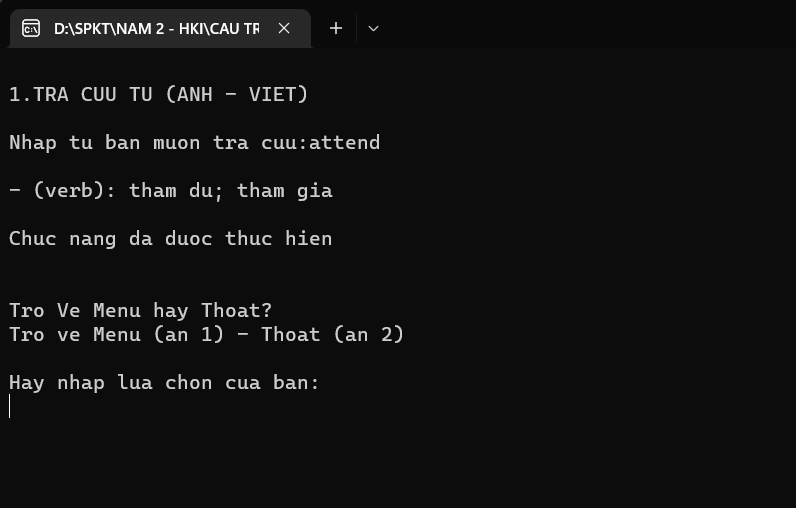 D:\SPKT\NAM 2 - HKI\CAU TR
1.TRA CUU TU (ANH - VIET)
Nhap tu ban muon tra cuu:attend
- (verb): tham du; tham gia
Chuc nang da duoc thuc hien
Tro Ve Menu hay Thoat?
Tro ve Menu (an 1) - Thoat (an 2)
Hay nhap lua chon cua ban: